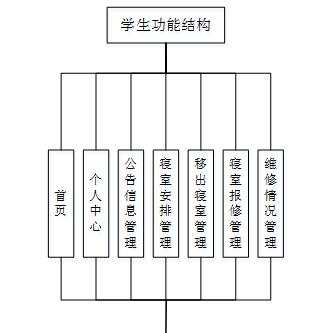 学生功能结构
首页
个人中心
公告信息管理
寝室安排管理
移出寝室管理
寝室报修管理
维修情况管理